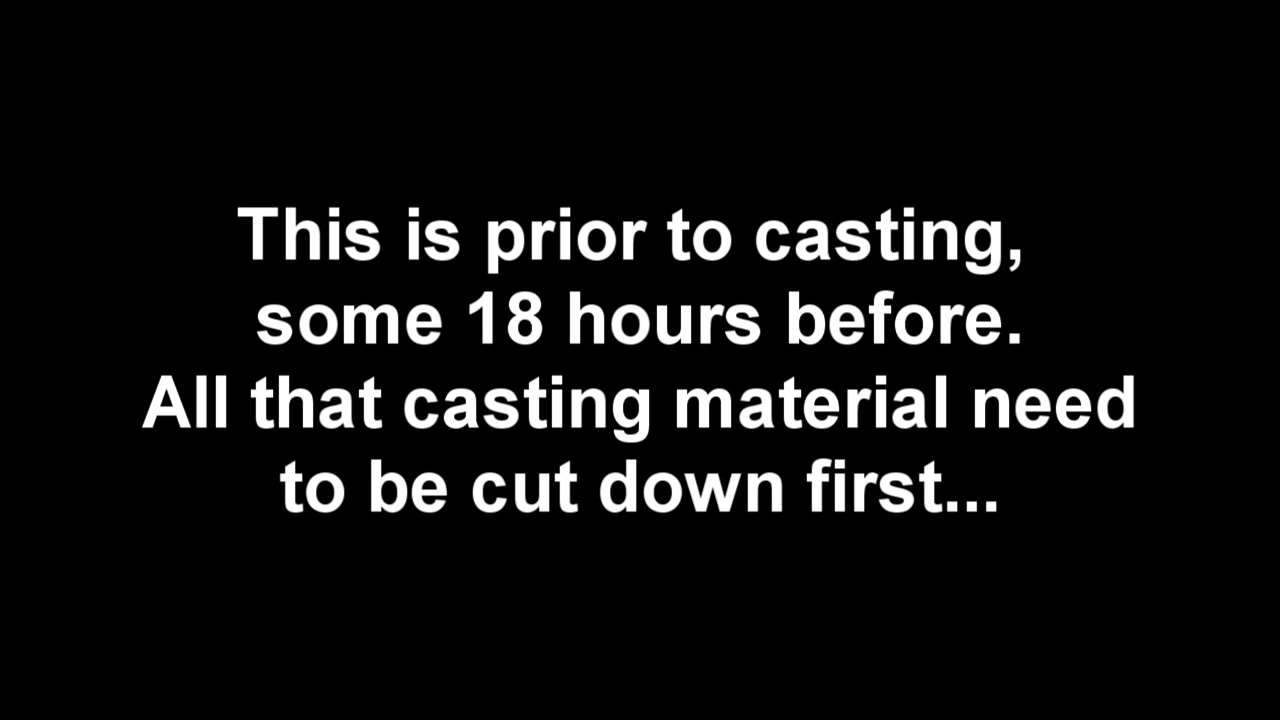 This is prior to casting,
some 18 hours before.
All that casting material need
to be cut down first...